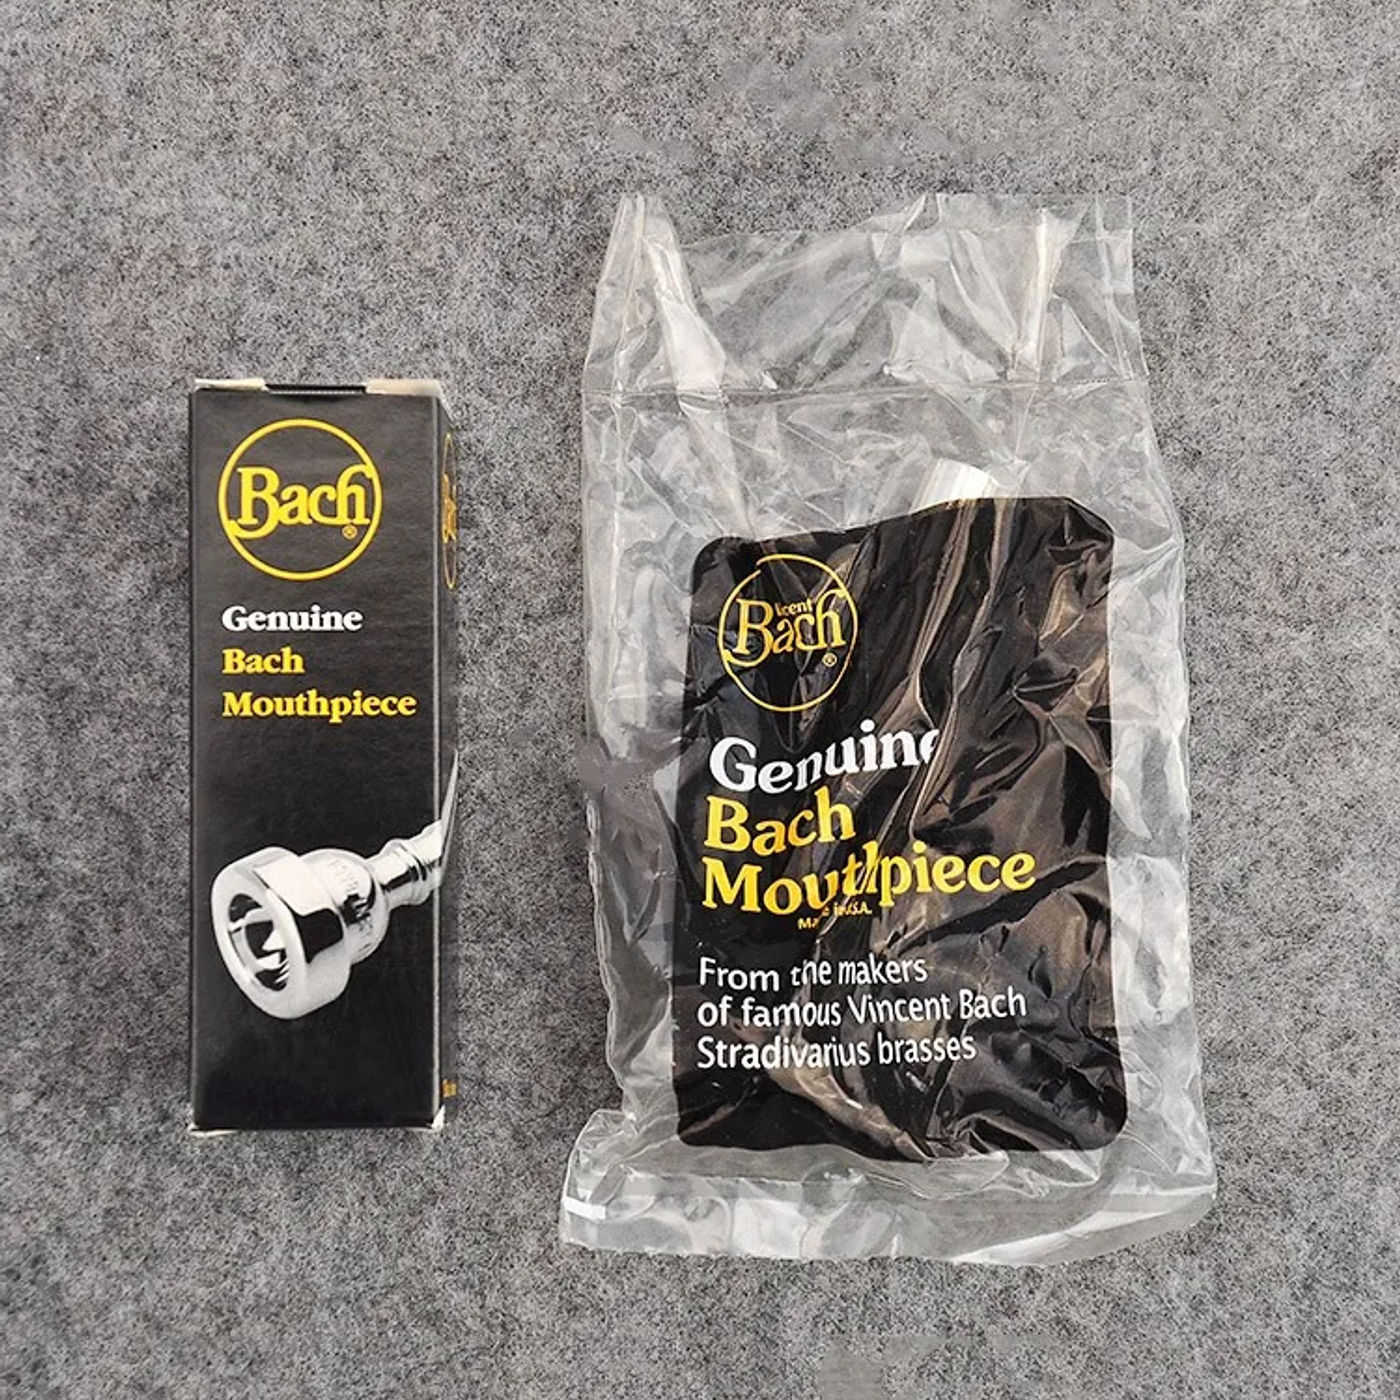 Bach
®
Genuine
Bach
Mouthpiece
Bach
®
Genuine
Bach
Mouthpiece
From the makers
of famous Vincent Bach
Stradivarius brasses